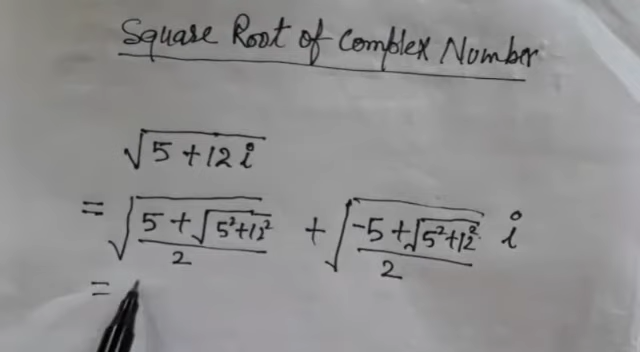 Square Root of Complex Number
√(5+12i)
= √((5+√(5²+12²))/2) + √((-5+√(5²+12²))/2) i
=